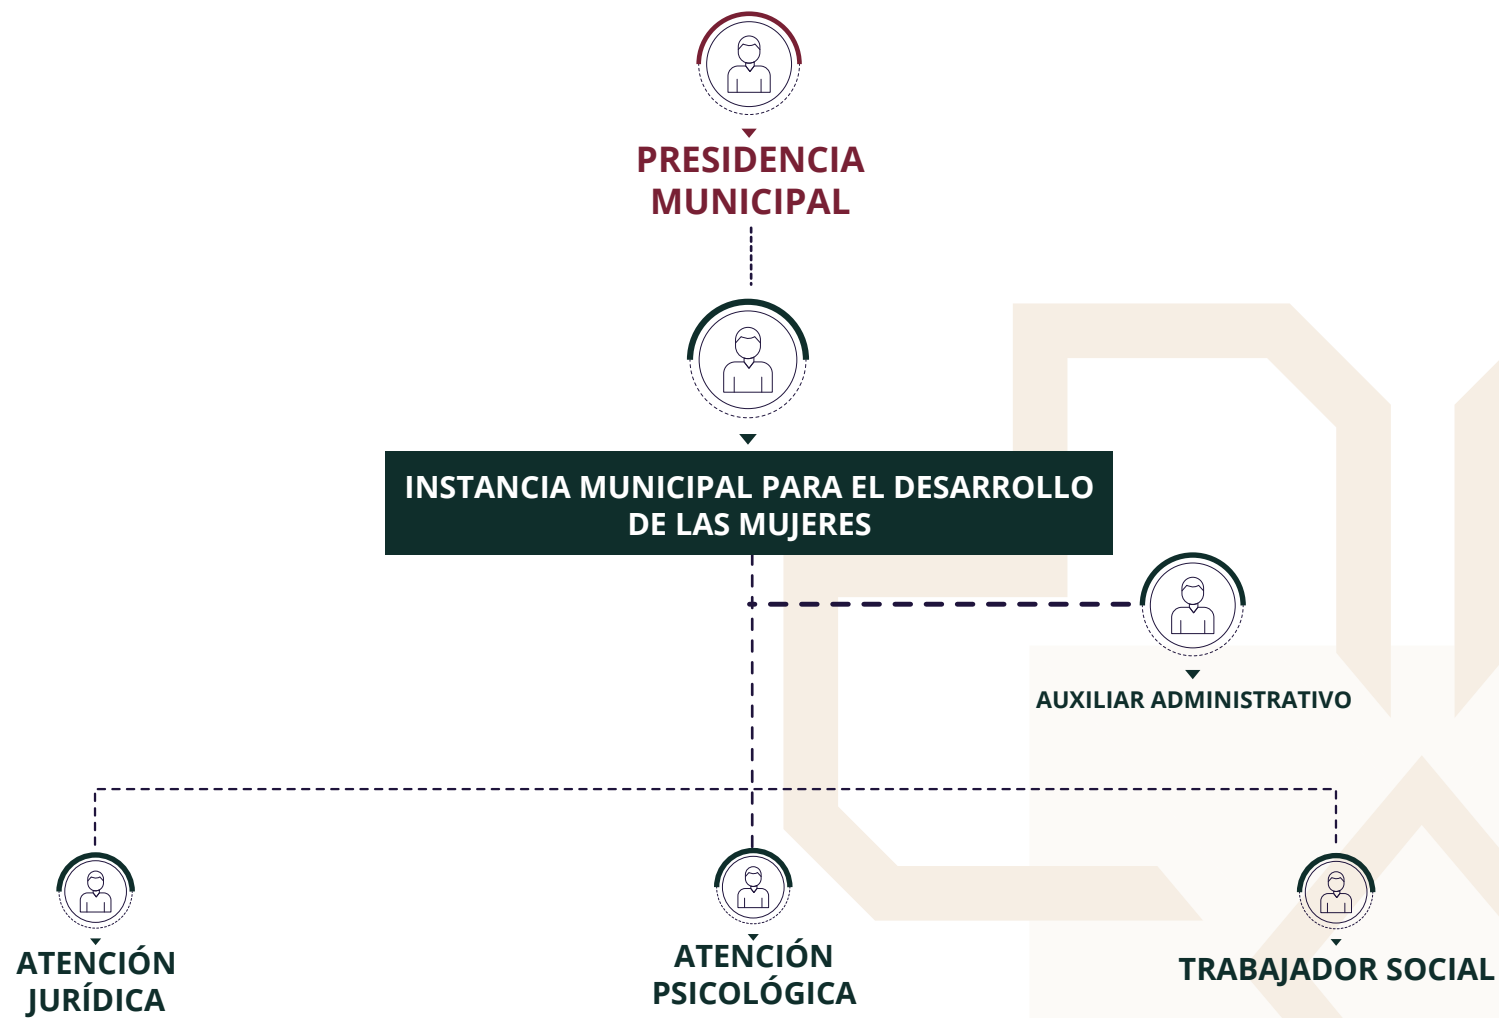 PRESIDENCIA
MUNICIPAL
INSTANCIA MUNICIPAL PARA EL DESARROLLO
DE LAS MUJERES
AUXILIAR ADMINISTRATIVO
ATENCIÓN
JURÍDICA
ATENCIÓN
PSICOLÓGICA
TRABAJADOR SOCIAL